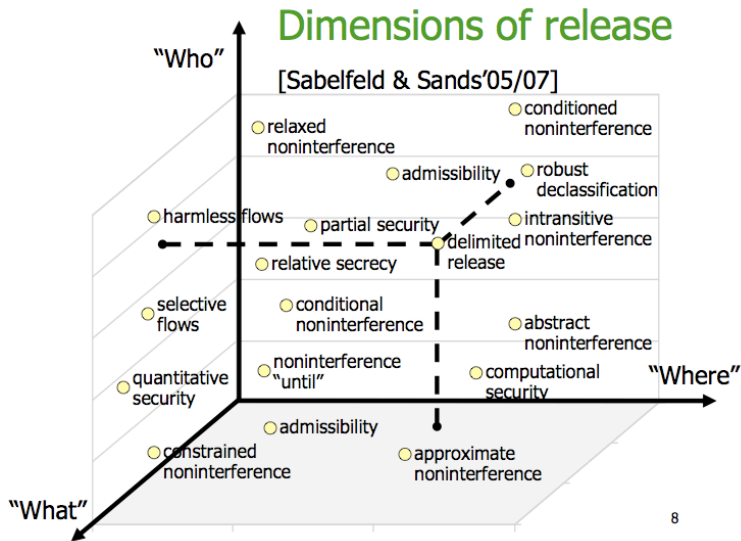 Dimensions of release
“Who”
[Sabelfeld & Sands’05/07]
conditioned
noninterference
relaxed
noninterference
admissibility
robust
declassification
harmless flows
partial security
intransitive
noninterference
delimited
release
relative secrecy
selective
flows
conditional
noninterference
abstract
noninterference
noninterference
“until”
quantitative
security
computational
security
“Where”
admissibility
constrained
noninterference
approximate
noninterference
“What”
8